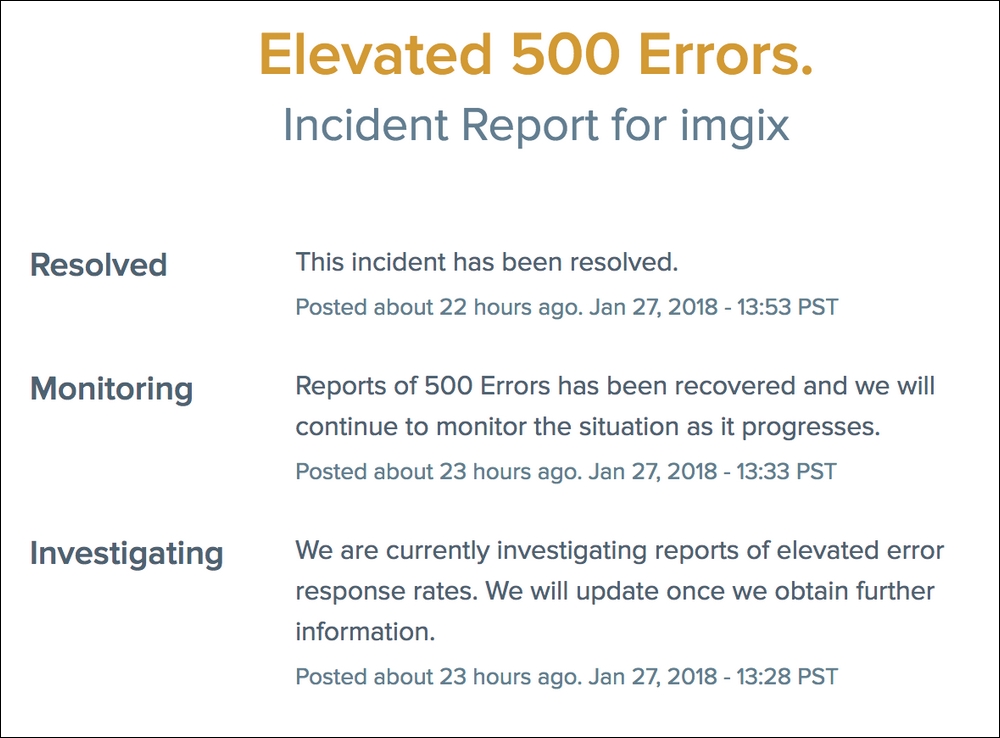 Elevated 500 Errors.
Incident Report for imgix
Resolved
This incident has been resolved.
Posted about 22 hours ago. Jan 27, 2018 - 13:53 PST
Monitoring
Reports of 500 Errors has been recovered and we will
continue to monitor the situation as it progresses.
Posted about 23 hours ago. Jan 27, 2018 - 13:33 PST
Investigating
We are currently investigating reports of elevated error
response rates. We will update once we obtain further
information.
Posted about 23 hours ago. Jan 27, 2018 - 13:28 PST